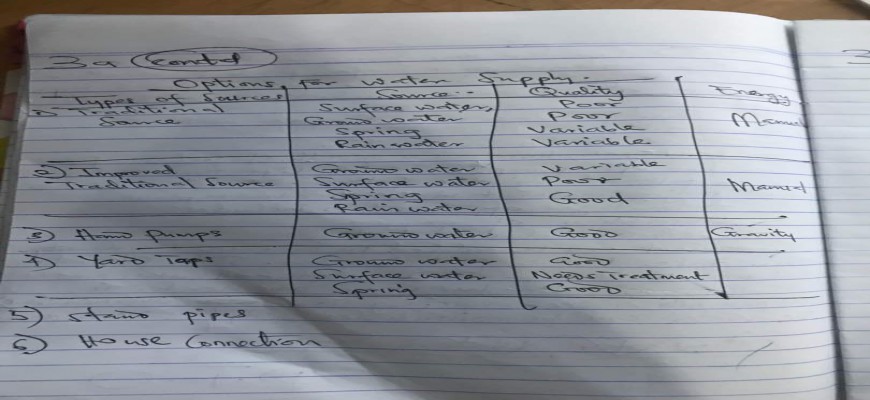 3a Contd
Options for Water Supply.
Types of Sources Source Quality Energy
1) Traditional Surface water, Poor
Source Ground water Poor Manual
Spring Variable
Rain water Variable
2) Improved Ground water Variable
Traditional Source Surface water Poor Manual
Spring Good
Rain water
3) Hand Pumps Ground water Good Gravity
4) Yard Taps Ground water Good
Surface water Needs Treatment
Spring Good
5) Stand pipes
6) House Connection
3